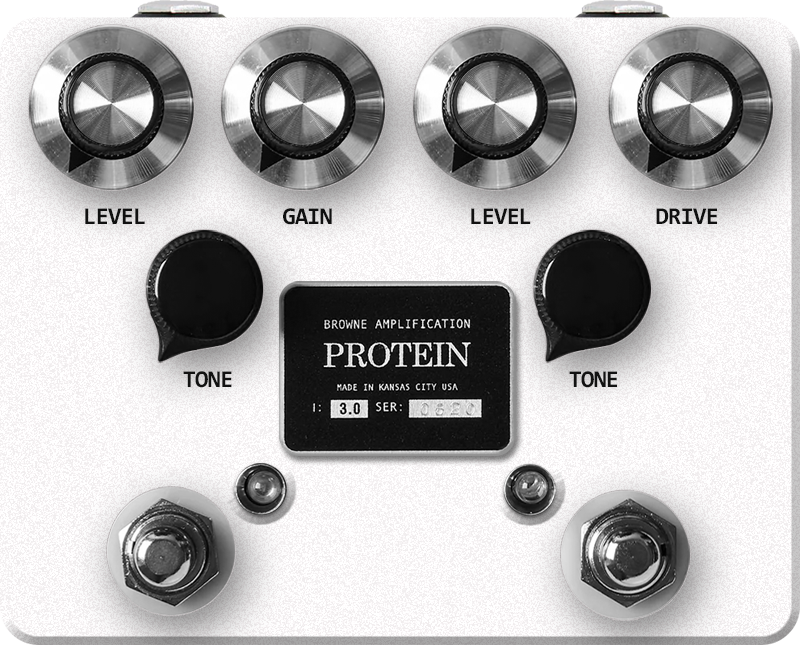 LEVEL GAIN LEVEL DRIVE
TONE TONE
BROWNE AMPLIFICATION
PROTEIN
MADE IN KANSAS CITY USA
I: 3.0 SER: